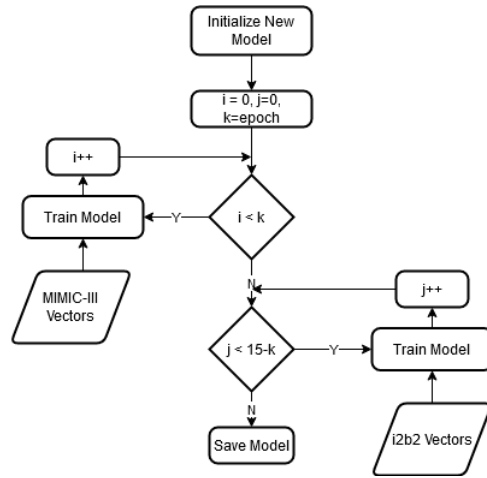 Initialize New
Model
i = 0, j=0,
k=epoch
i++
i < k
Y
Train Model
MIMIC-III
Vectors
N
j++
j < 15-k
Y
Train Model
N
Save Model
i2b2 Vectors